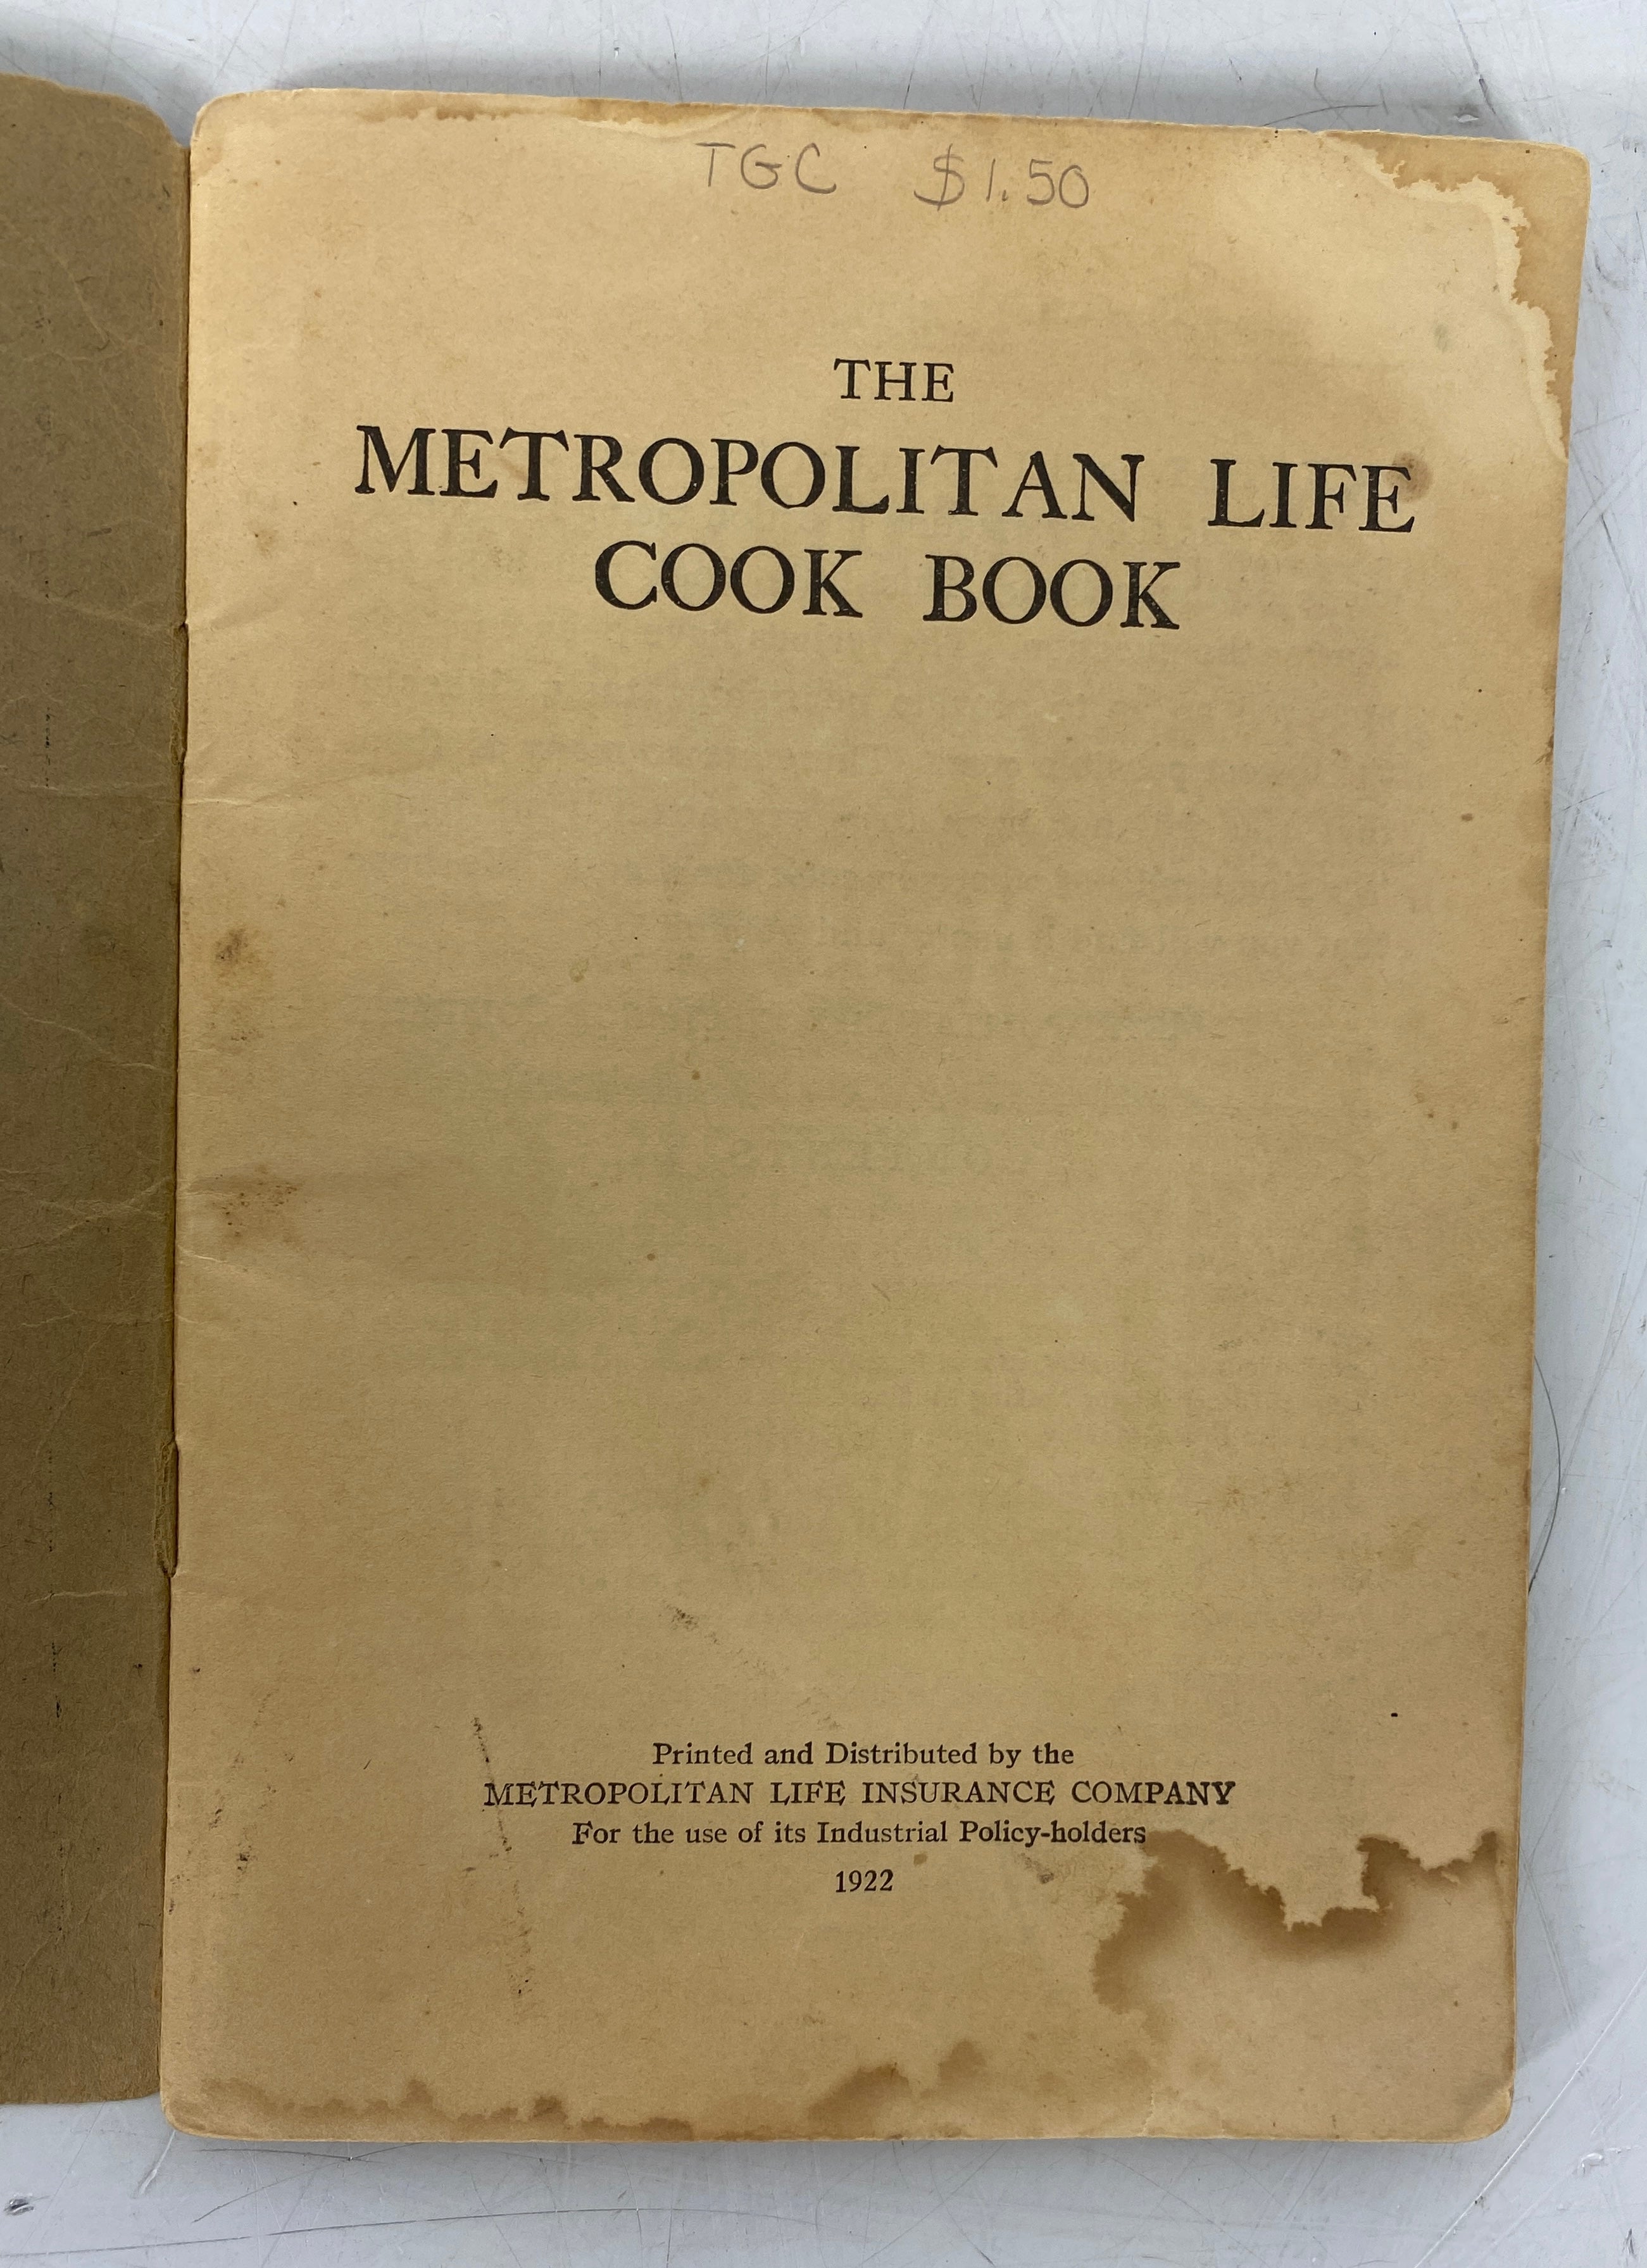 TGC $1.50
THE
METROPOLITAN LIFE
COOK BOOK
Printed and Distributed by the
METROPOLITAN LIFE INSURANCE COMPANY
For the use of its Industrial Policy-holders
1922